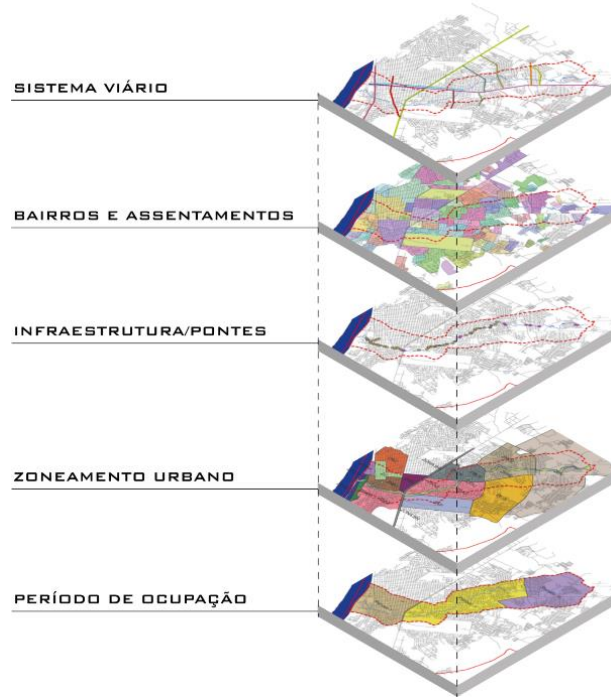 SISTEMA VIÁRIO
BAIRROS E ASSENTAMENTOS
INFRAESTRUTURA/PONTES
ZONEAMENTO URBANO
PERÍODO DE OCUPAÇÃO